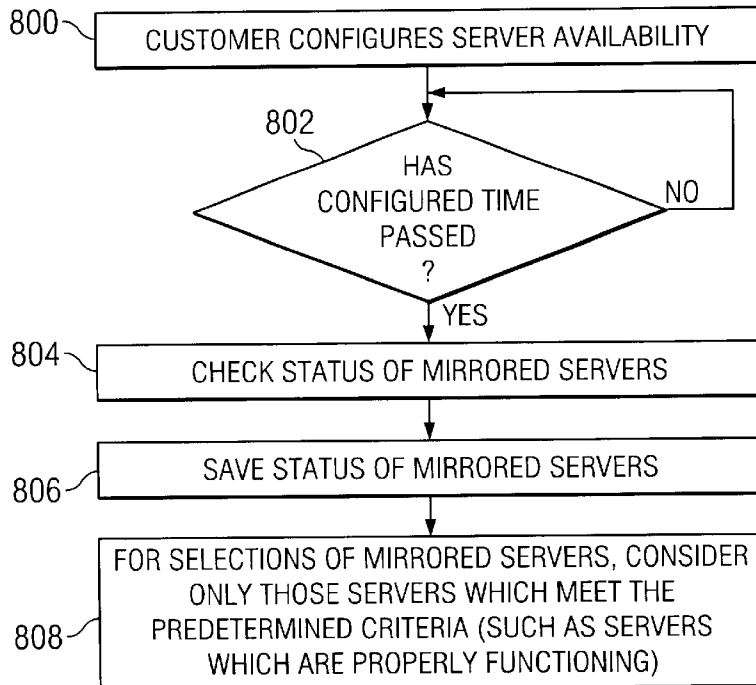 800
CUSTOMER CONFIGURES SERVER AVAILABILITY
802
HAS
CONFIGURED TIME
PASSED
?
NO
YES
804
CHECK STATUS OF MIRRORED SERVERS
806
SAVE STATUS OF MIRRORED SERVERS
808
FOR SELECTIONS OF MIRRORED SERVERS, CONSIDER
ONLY THOSE SERVERS WHICH MEET THE
PREDETERMINED CRITERIA (SUCH AS SERVERS
WHICH ARE PROPERLY FUNCTIONING)